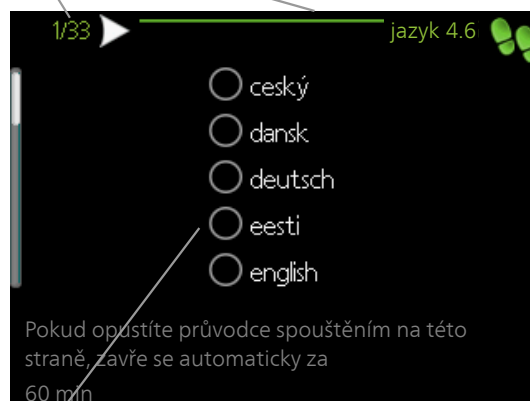 1/33 jazyk 4.6
ceský
dansk
deutsch
eesti
english
Pokud opustíte průvodce spouštěním na této
straně, zavře se automaticky za
60 min